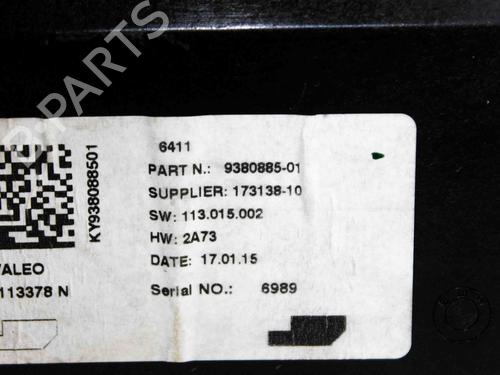 B-PARTS
6411
PART N.: 9380885-01
SUPPLIER: 173138-10
SW: 113.015.002
HW: 2A73
DATE: 17.01.15
Serial NO.: 6989
KY938088501
VALEO
113378 N